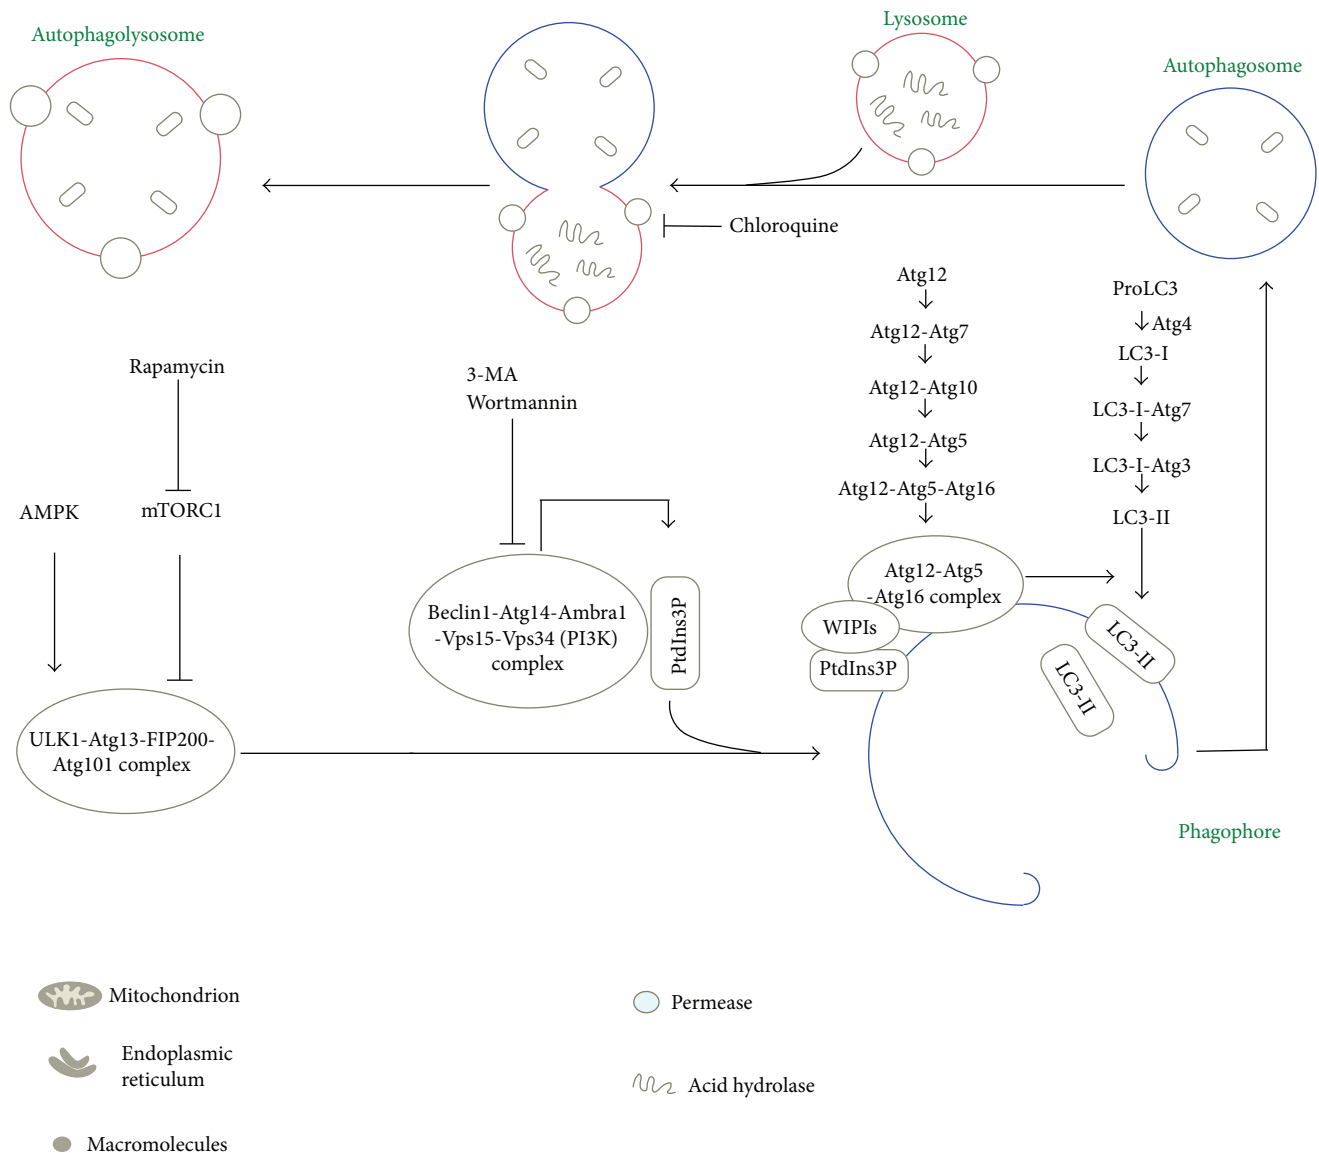 Autophagolysosome
Lysosome
Autophagosome
Chloroquine
Atg12
Atg12-Atg7
Atg12-Atg10
Atg12-Atg5
Atg12-Atg5-Atg16
ProLC3
Atg4
LC3-I
LC3-I-Atg7
LC3-I-Atg3
LC3-II
Rapamycin
3-MA
Wortmannin
AMPK
mTORC1
Beclin1-Atg14-Ambra1
-Vps15-Vps34 (PI3K)
complex
PtdIns3P
Atg12-Atg5
-Atg16 complex
WIPIs
PtdIns3P
LC3-II
LC3-II
ULK1-Atg13-FIP200-
Atg101 complex
Phagophore
Mitochondrion
Endoplasmic
reticulum
Macromolecules
Permease
Acid hydrolase